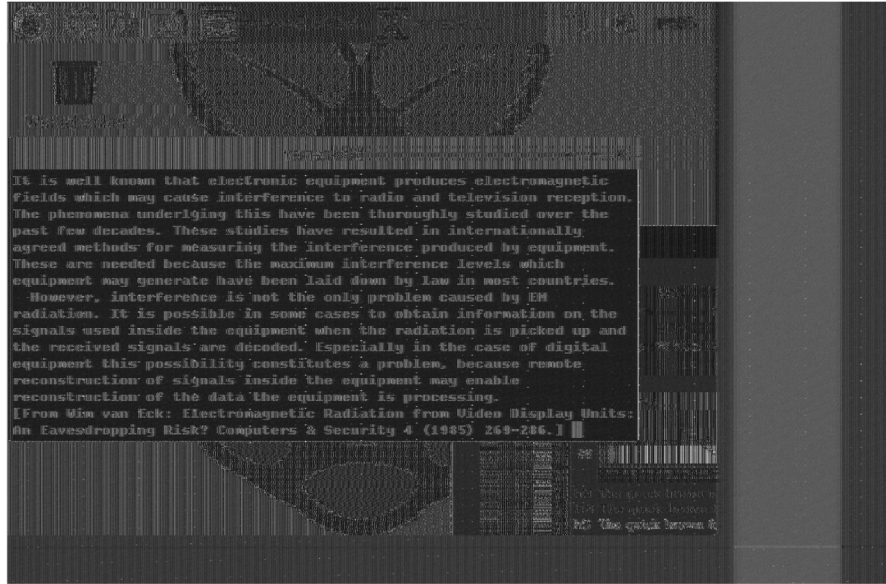 It is well known that electronic equipment produces electromagnetic
fields which may cause interference to radio and television reception.
The phenomena underlying this have been thoroughly studied over the
past few decades. These studies have resulted in internationally
agreed methods for measuring the interference produced by equipment.
These are needed because the maximum interference levels which
equipment may generate have been laid down by law in most countries.
However, interference is not the only problem caused by EM
radiation. It is possible in some cases to obtain information on the
signals used inside the equipment when the radiation is picked up and
the received signals are decoded. Especially in the case of digital
equipment this possibility constitutes a problem, because remote
reconstruction of signals inside the equipment may enable
reconstruction of the data the equipment is processing.
[From Wim van Eck: Electromagnetic Radiation from Video Display Units:
An Eavesdropping Risk? Computers & Security 4 (1985) 269-286.]
The quick brown
The quick brown
The quick brown